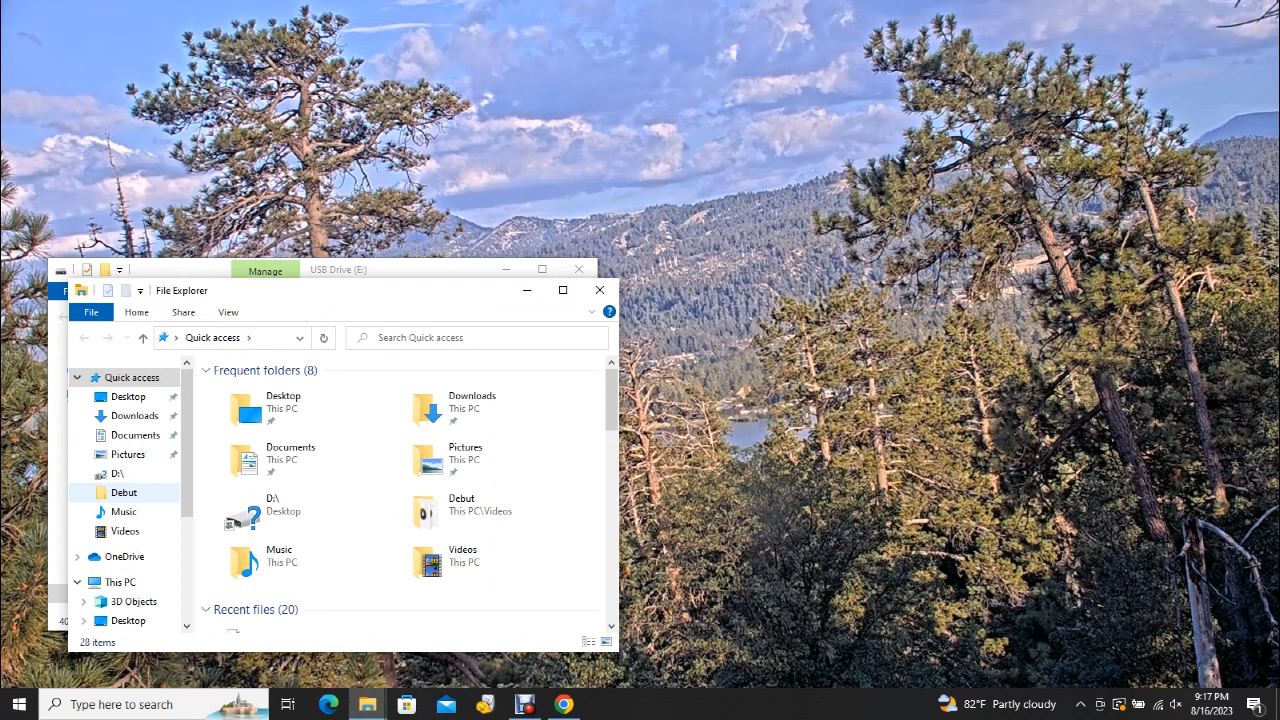 Manage USB Drive (E:)
File Explorer
File Home Share View
Quick access Search Quick access
Quick access
Desktop
Downloads
Documents
Pictures
D:\
Debut
Music
Videos
OneDrive
This PC
3D Objects
Desktop
Frequent folders (8)
Desktop
This PC
Downloads
This PC
Documents
This PC
Pictures
This PC
D:\
Desktop
Debut
This PC\Videos
Music
This PC
Videos
This PC
Recent files (20)
28 items
Type here to search
82°F Partly cloudy
9:17 PM
8/16/2023
1